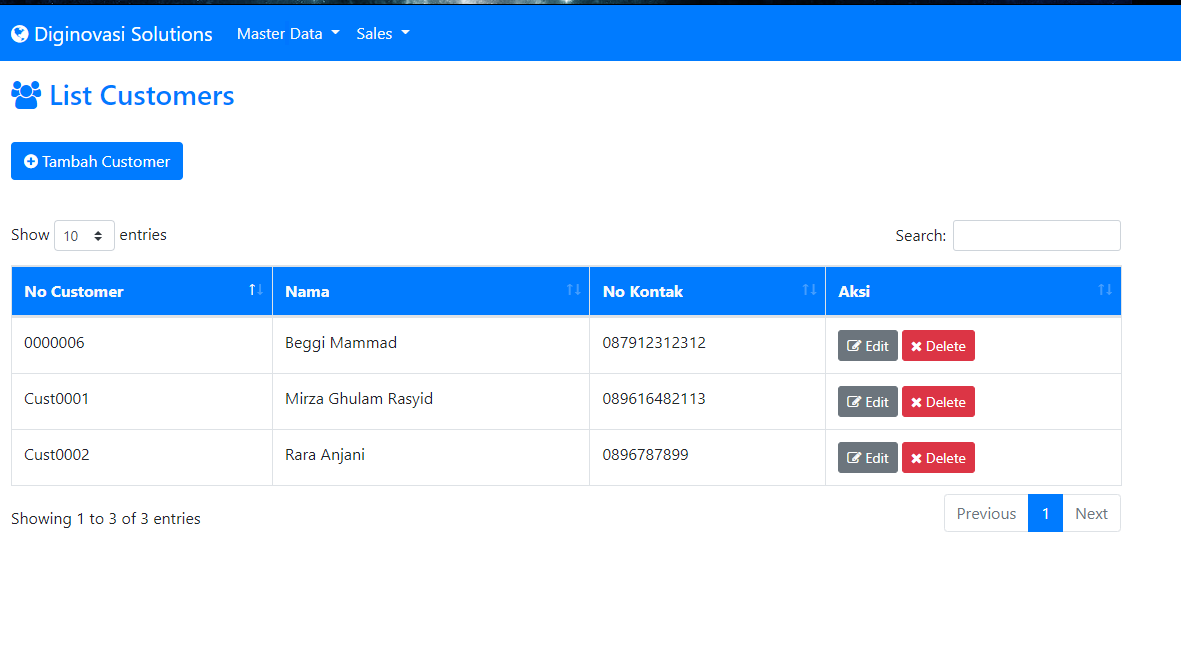 Diginovasi Solutions Master Data Sales
List Customers
Tambah Customer
Show 10 entries Search:
No Customer Nama No Kontak Aksi
0000006 Beggi Mammad 087912312312 Edit Delete
Cust0001 Mirza Ghulam Rasyid 089616482113 Edit Delete
Cust0002 Rara Anjani 0896787899 Edit Delete
Showing 1 to 3 of 3 entries Previous 1 Next